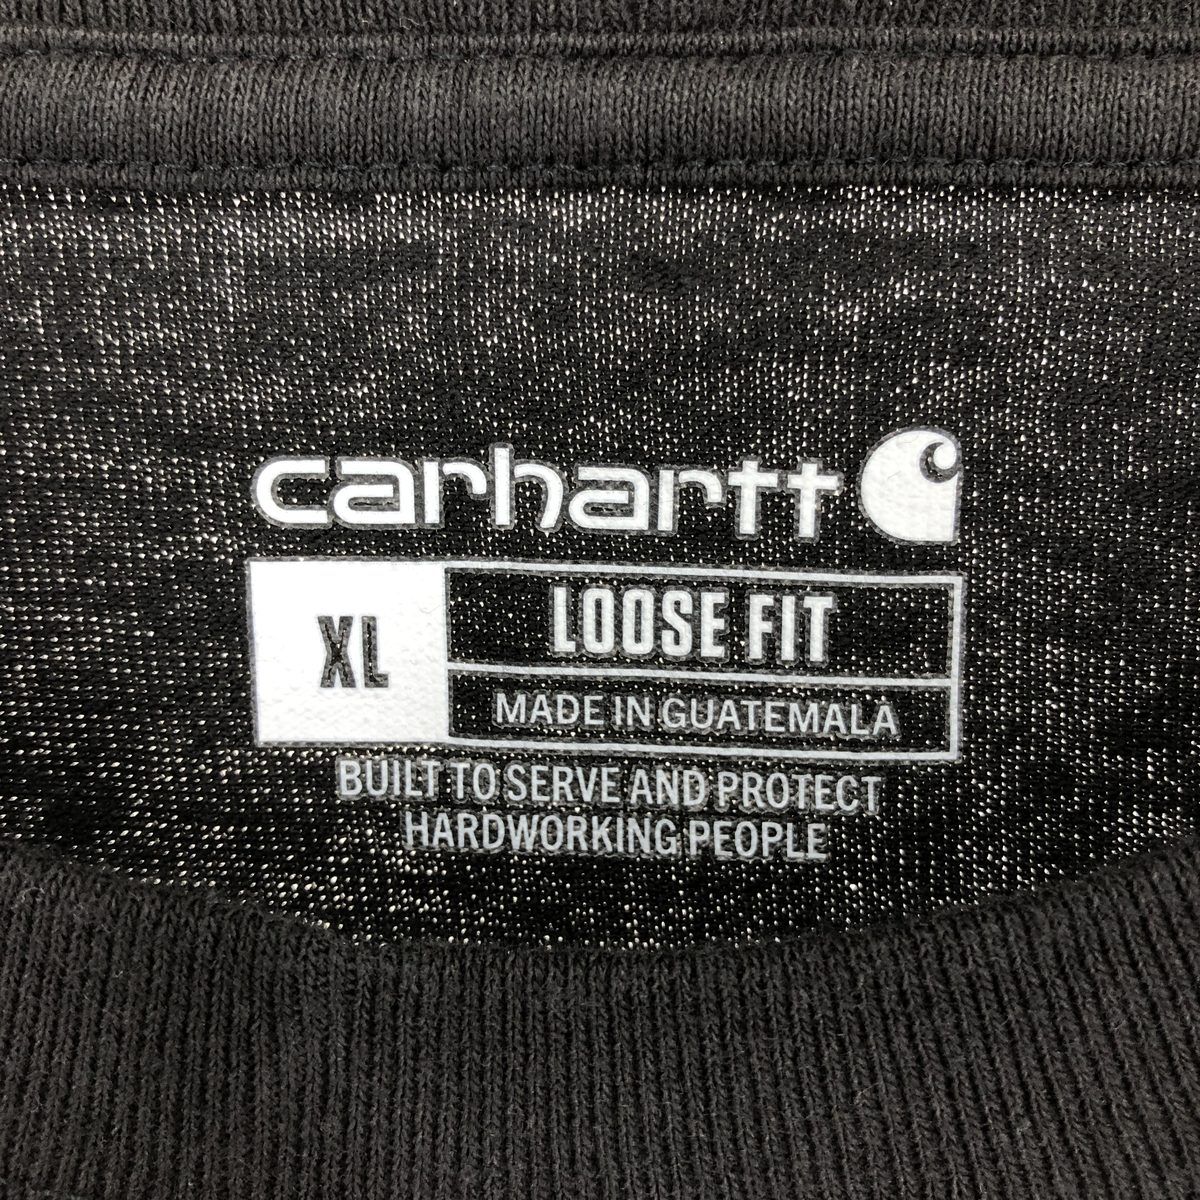 carhartt
XL
LOOSE FIT
MADE IN GUATEMALA
BUILT TO SERVE AND PROTECT
HARDWORKING PEOPLE